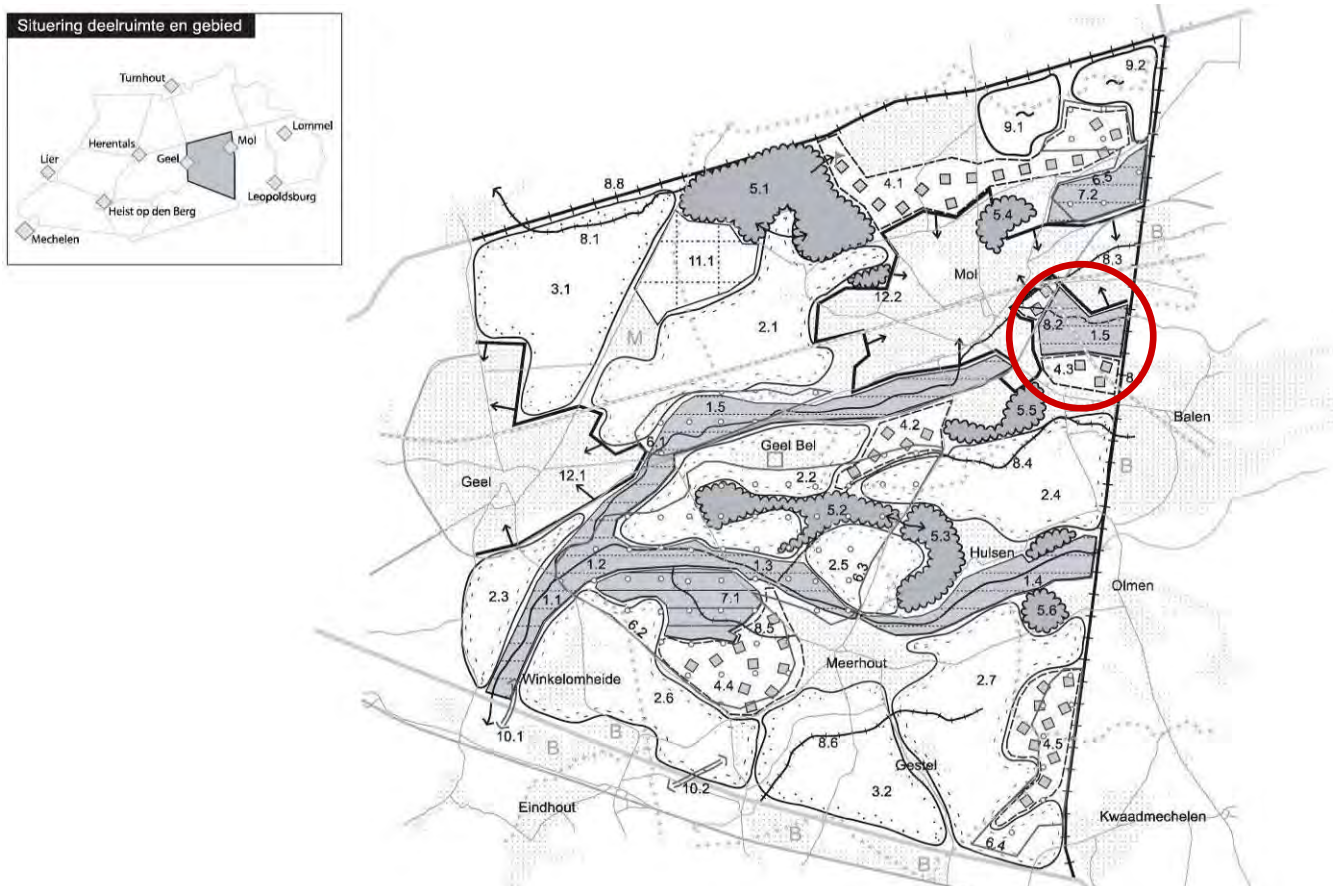 Situering deelruimte en gebied
Turnhout
Lommel
Mol
Herentals
Geel
Lier
Leopoldsburg
Heist op den Berg
Mechelen
9.2
9.1
8.8
5.1
4.1
6.5
7.2
5.4
8.1
B
11.1
8.3
Mol
3.1
12.2
2.1
8.2
1.5
M
4.3
8
1.5
5.5
Balen
4.2
6.1
Geel Bel
8.4
B
12.1
2.2
Geel
2.4
5.2
5.3
Hulsen
1.2
1.3
2.5
6.3
1.4
Olmen
2.3
1.1
7.1
5.6
6.2
8.5
Meerhout
Winkelomheide
4.4
2.6
2.7
10.1
B
B
8.6
4.5
Gestel
10.2
3.2
Eindhout
Kwaadmechelen
B
6.4
B